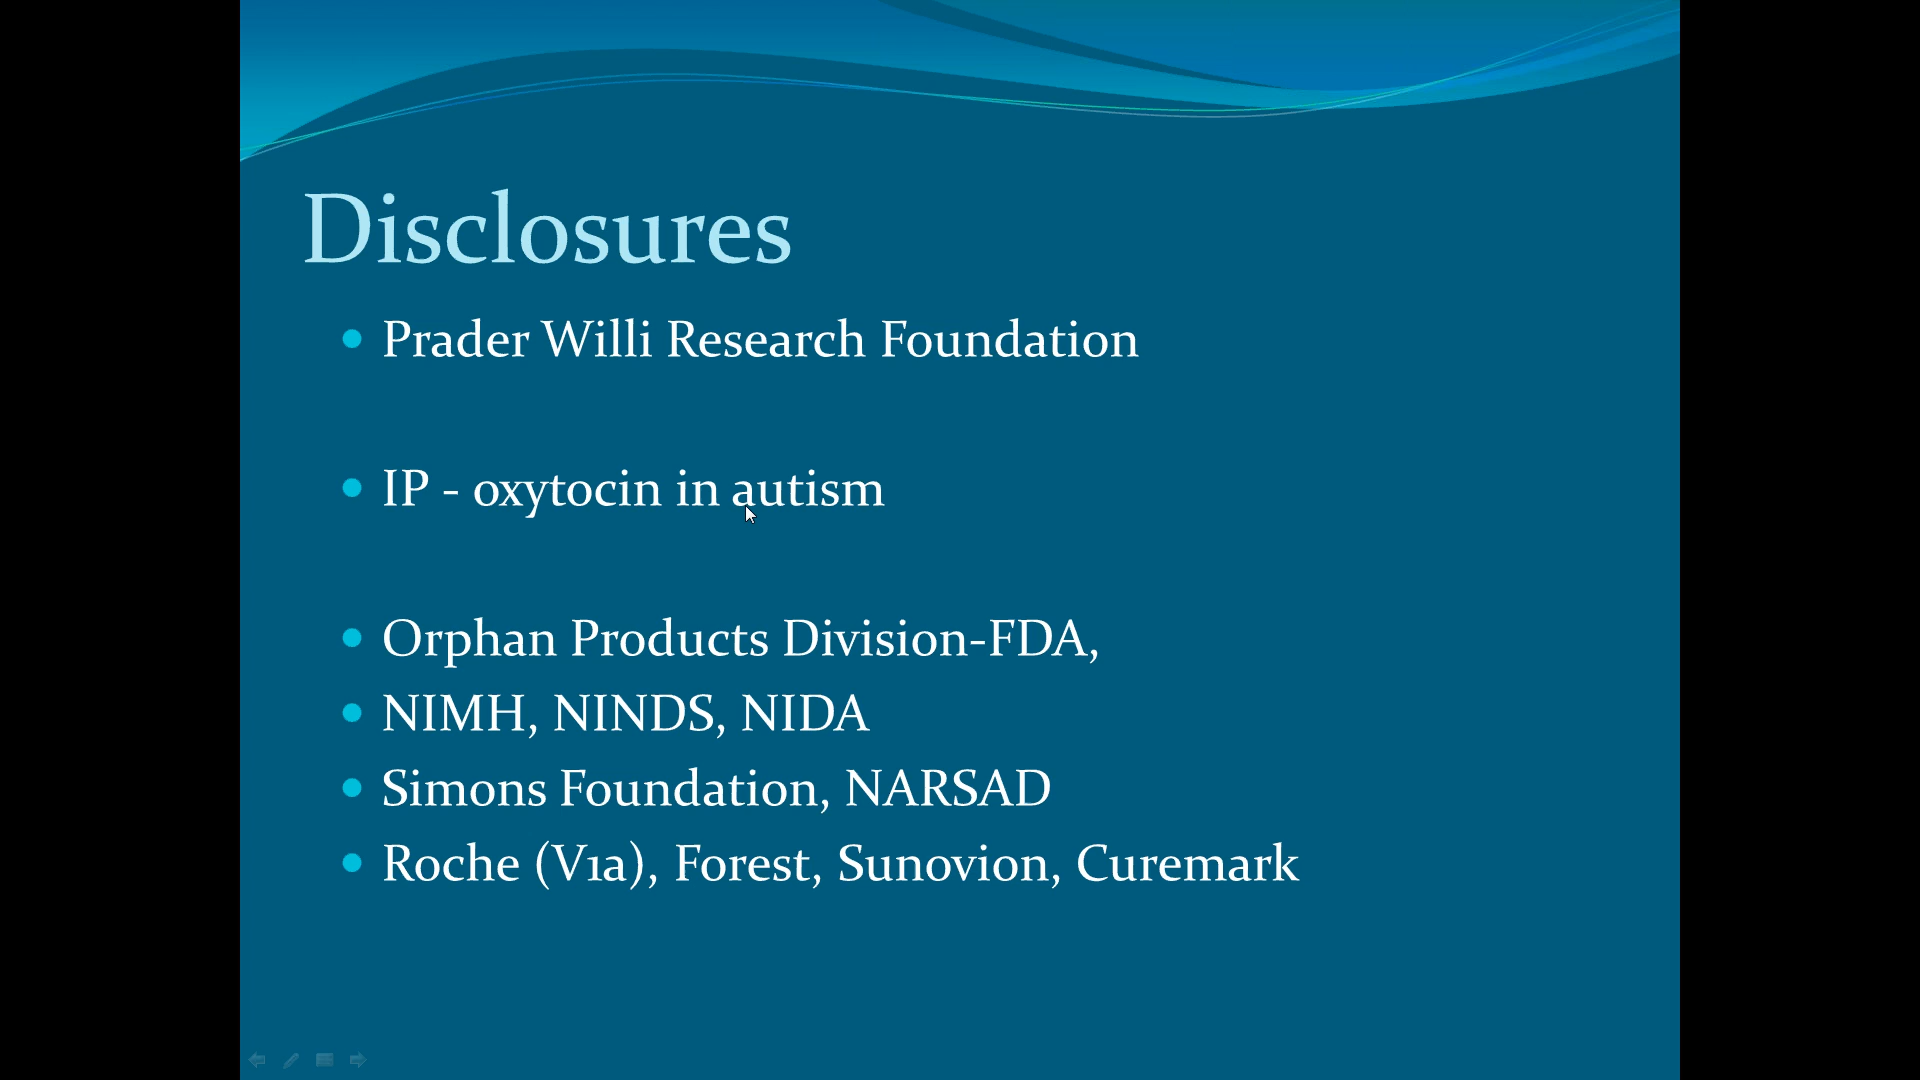 Disclosures
Prader Willi Research Foundation
IP - oxytocin in autism
Orphan Products Division-FDA,
NIMH, NINDS, NIDA
Simons Foundation, NARSAD
Roche (V1a), Forest, Sunovion, Curemark